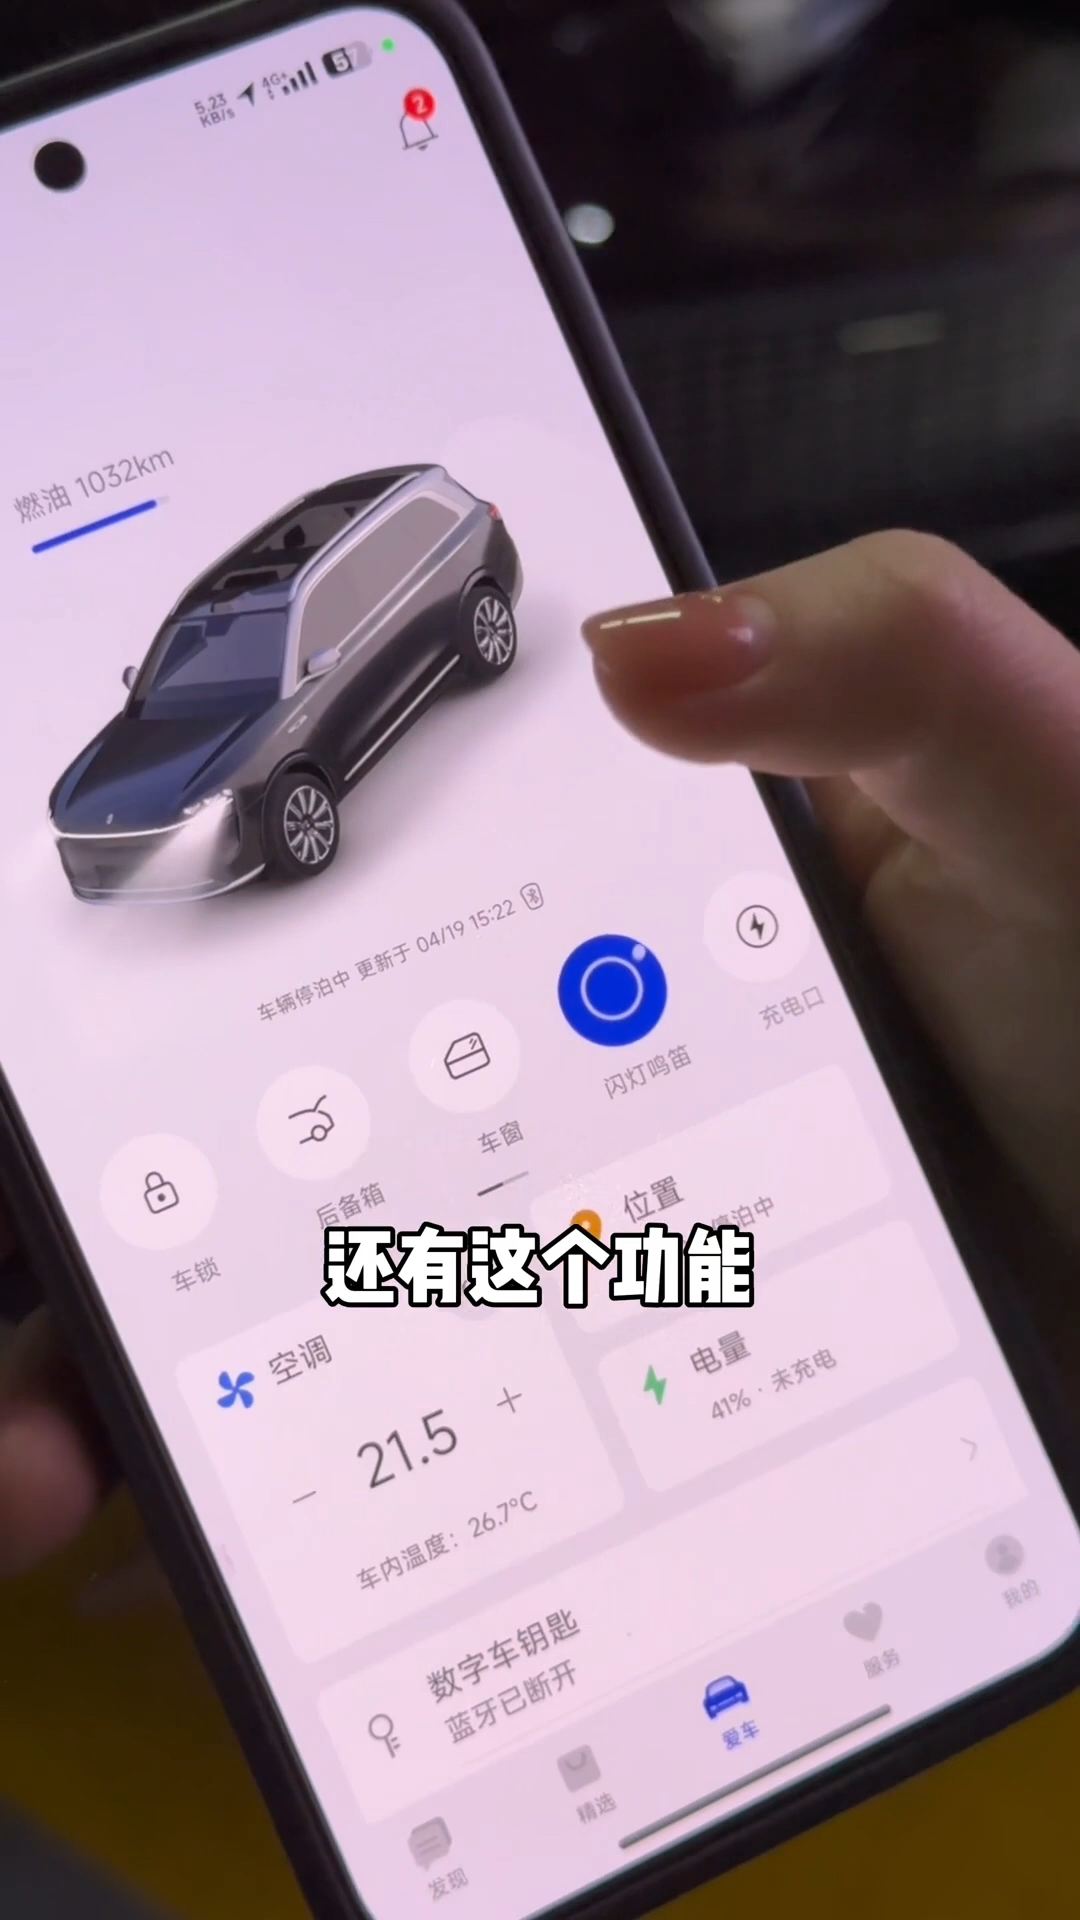 5.23
KB/s
4G+
57
2
燃油 1032km
车辆停泊中 更新于 04/19 15:22
充电口
闪灯鸣笛
车窗
后备箱
车锁
位置
停泊中
还有这个功能
空调
21.5
车内温度：26.7°C
电量
41% · 未充电
数字车钥匙
蓝牙已断开
我的
服务
爱车
精选
发现